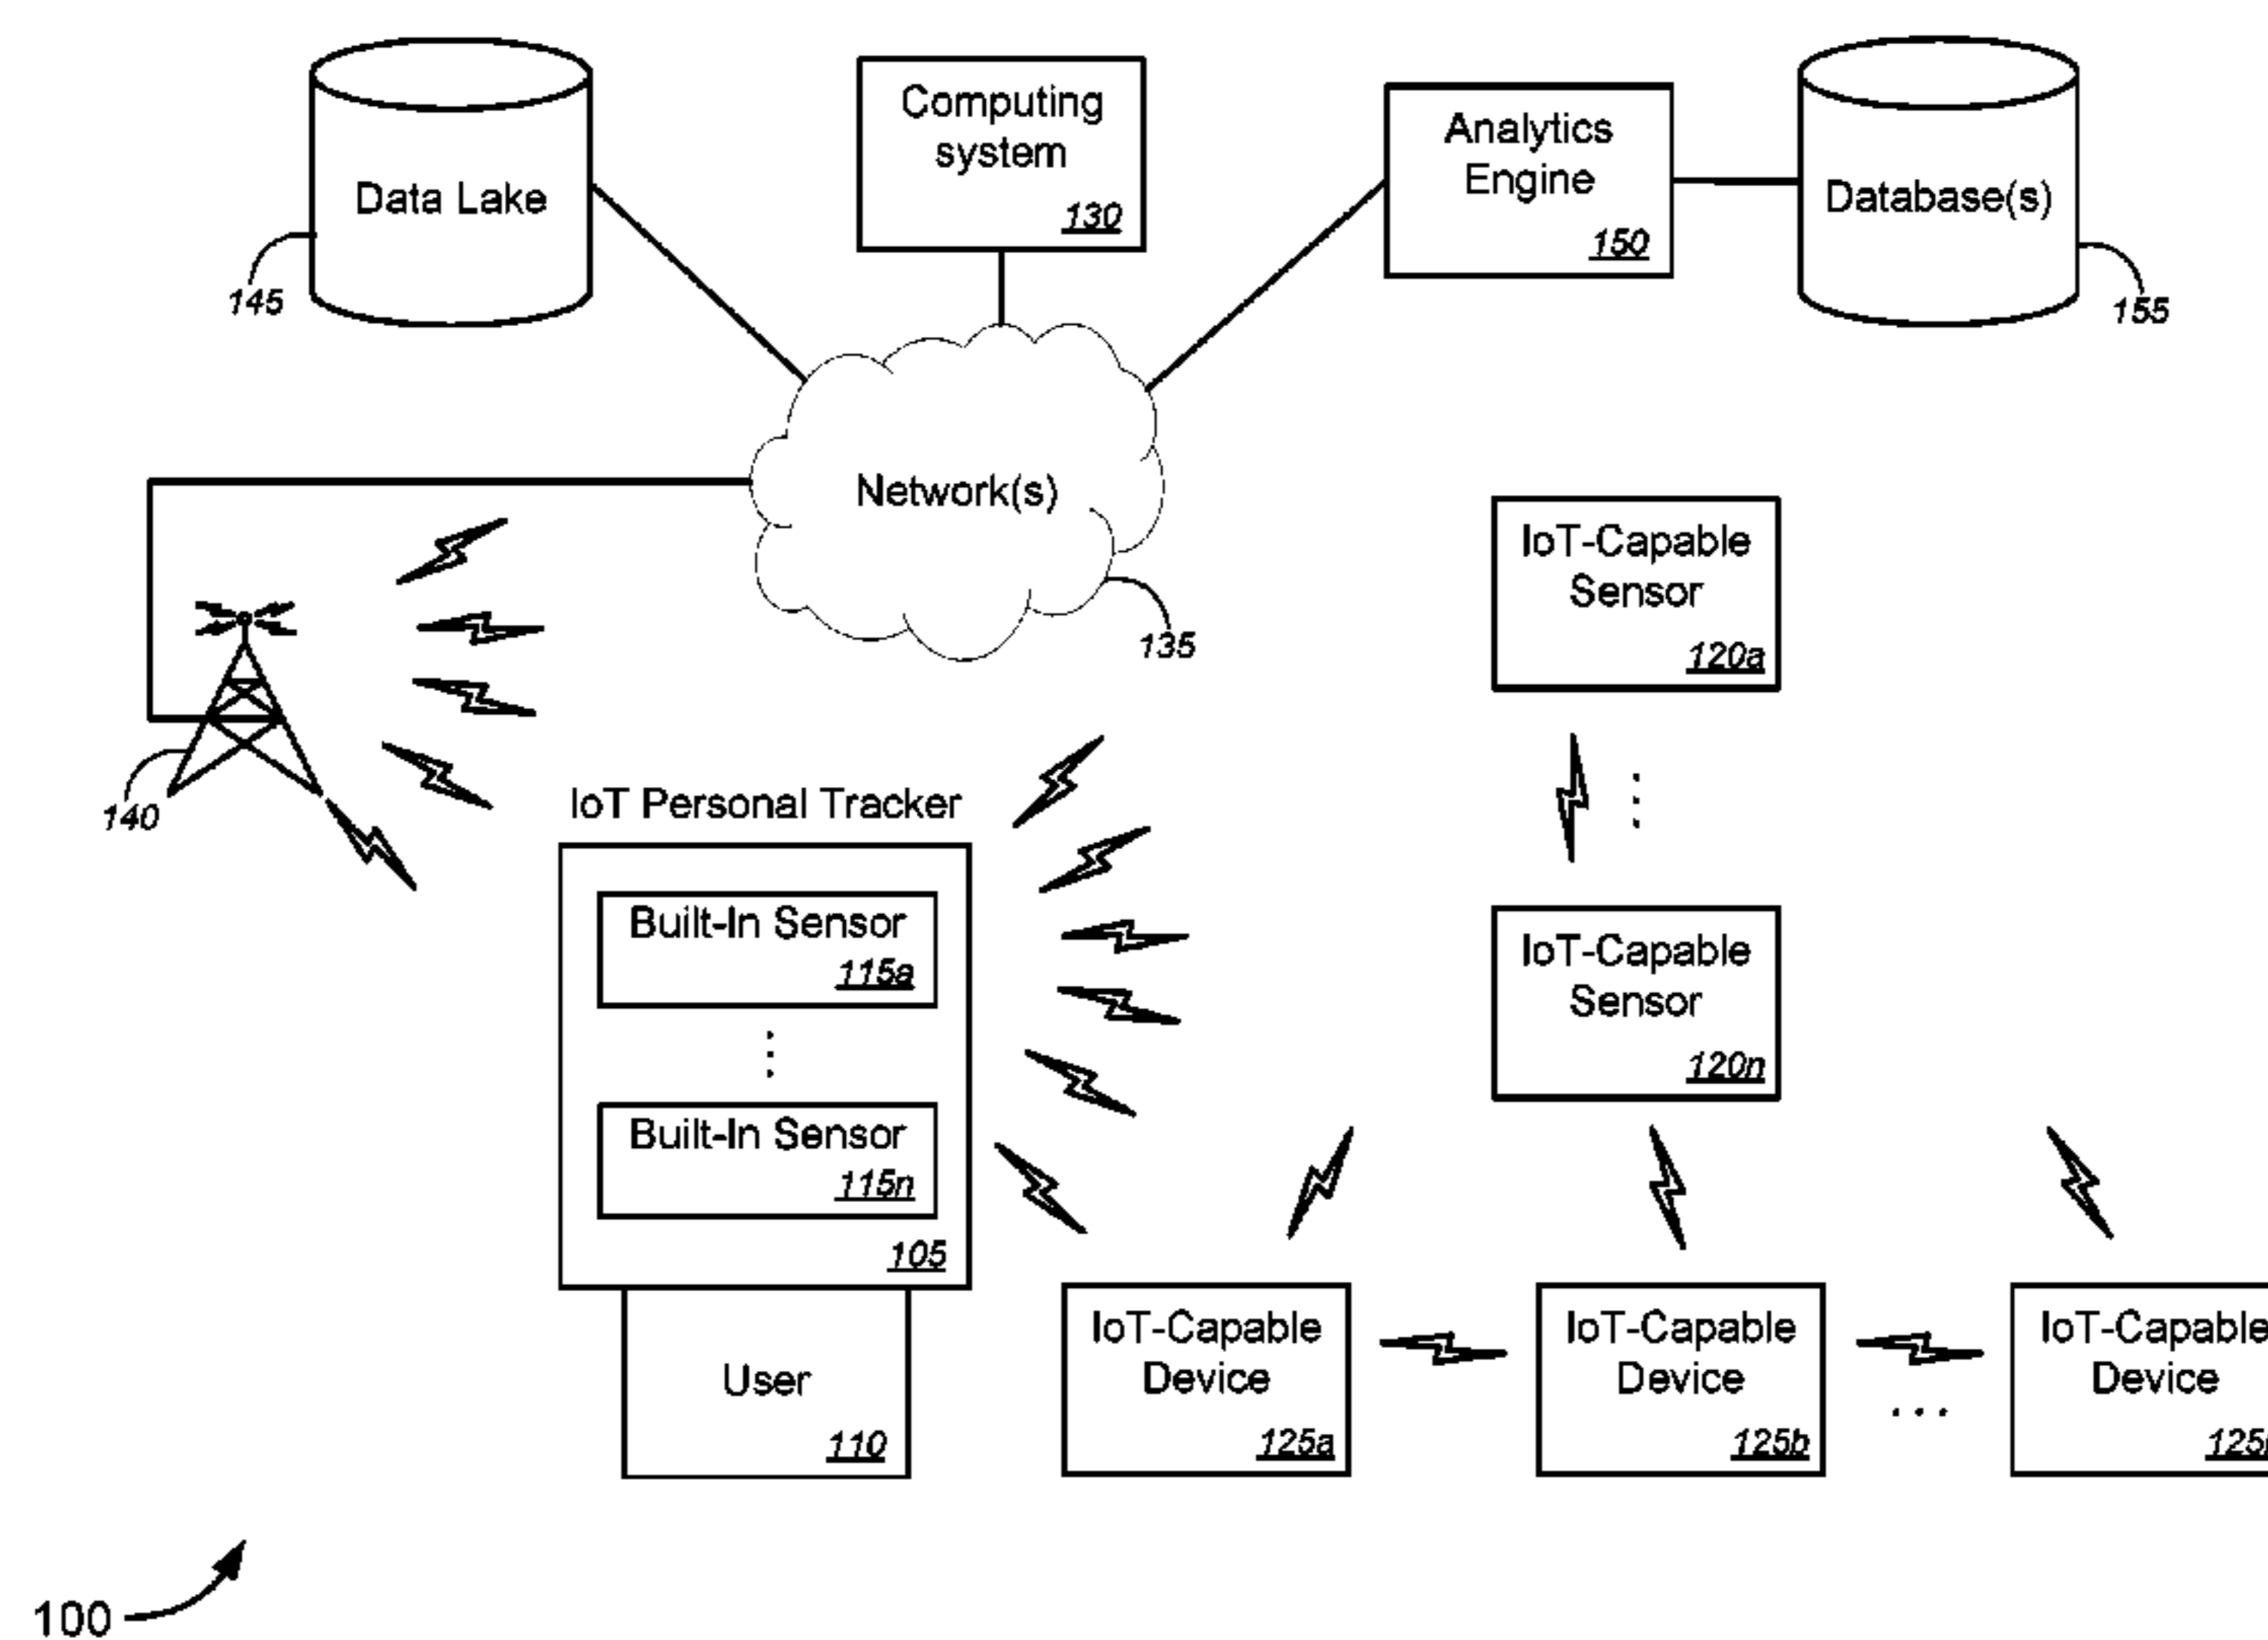 Data Lake
145
Computing
system
130
Analytics
Engine
150
Database(s)
155
Network(s)
135
140
IoT-Capable
Sensor
120a
IoT Personal Tracker
Built-In Sensor
115a
Built-In Sensor
115n
105
User
110
IoT-Capable
Sensor
120n
IoT-Capable
Device
125a
IoT-Capable
Device
125b
IoT-Capable
Device
100